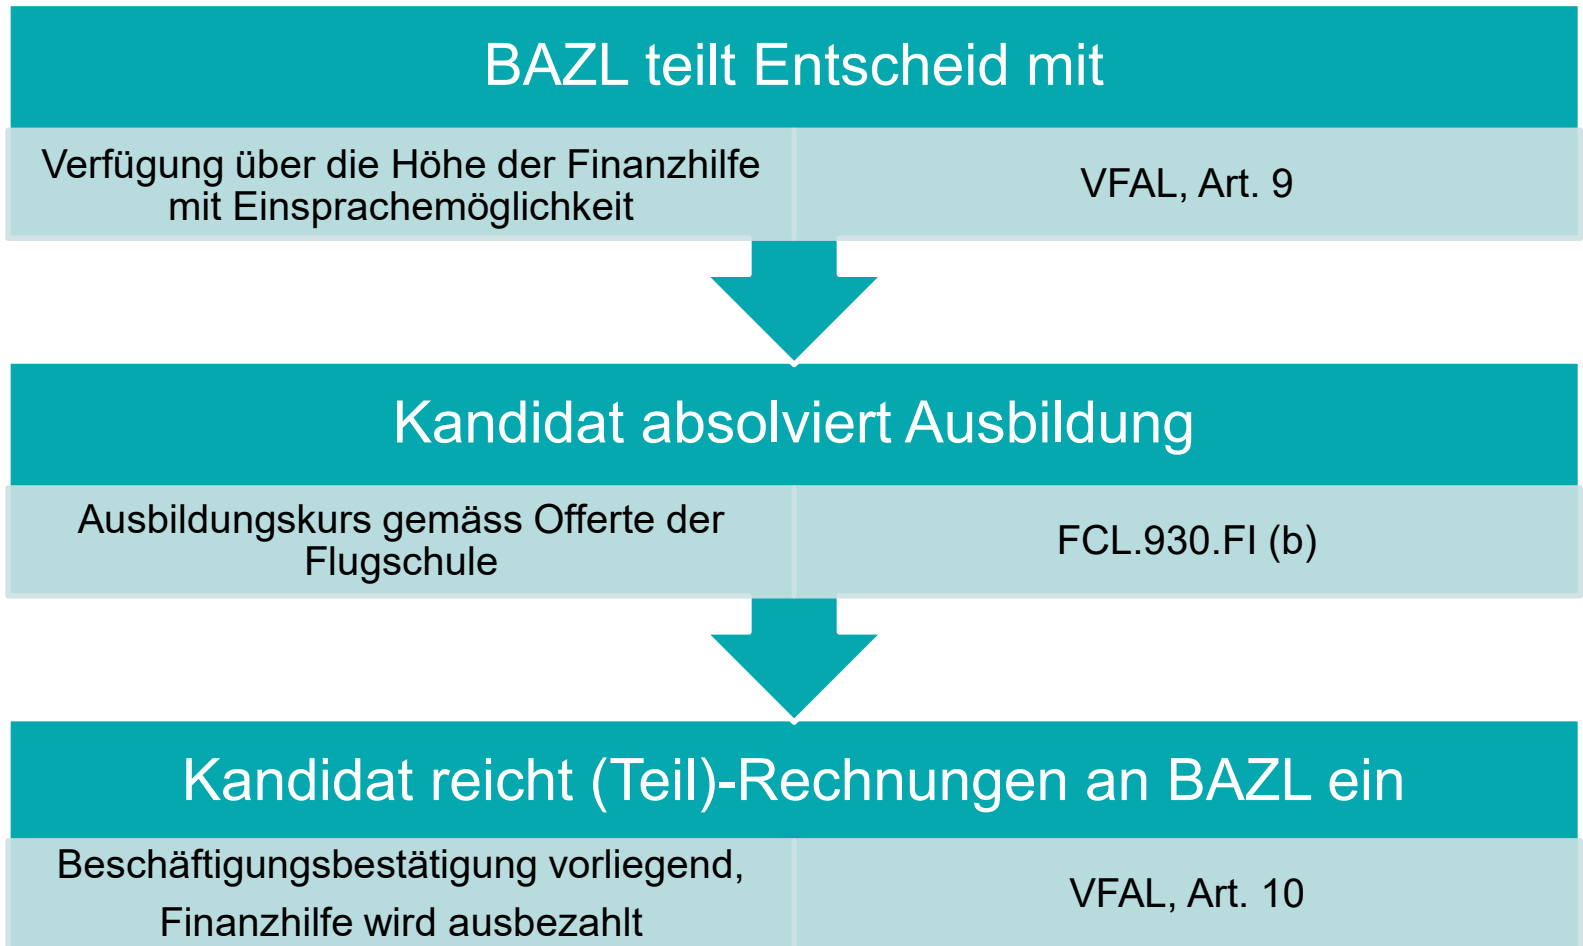 BAZL teilt Entscheid mit
Verfügung über die Höhe der Finanzhilfe
mit Einsprachemöglichkeit
VFAL, Art. 9
Kandidat absolviert Ausbildung
Ausbildungskurs gemäss Offerte der
Flugschule
FCL.930.FI (b)
Kandidat reicht (Teil)-Rechnungen an BAZL ein
Beschäftigungsbestätigung vorliegend,
Finanzhilfe wird ausbezahlt
VFAL, Art. 10